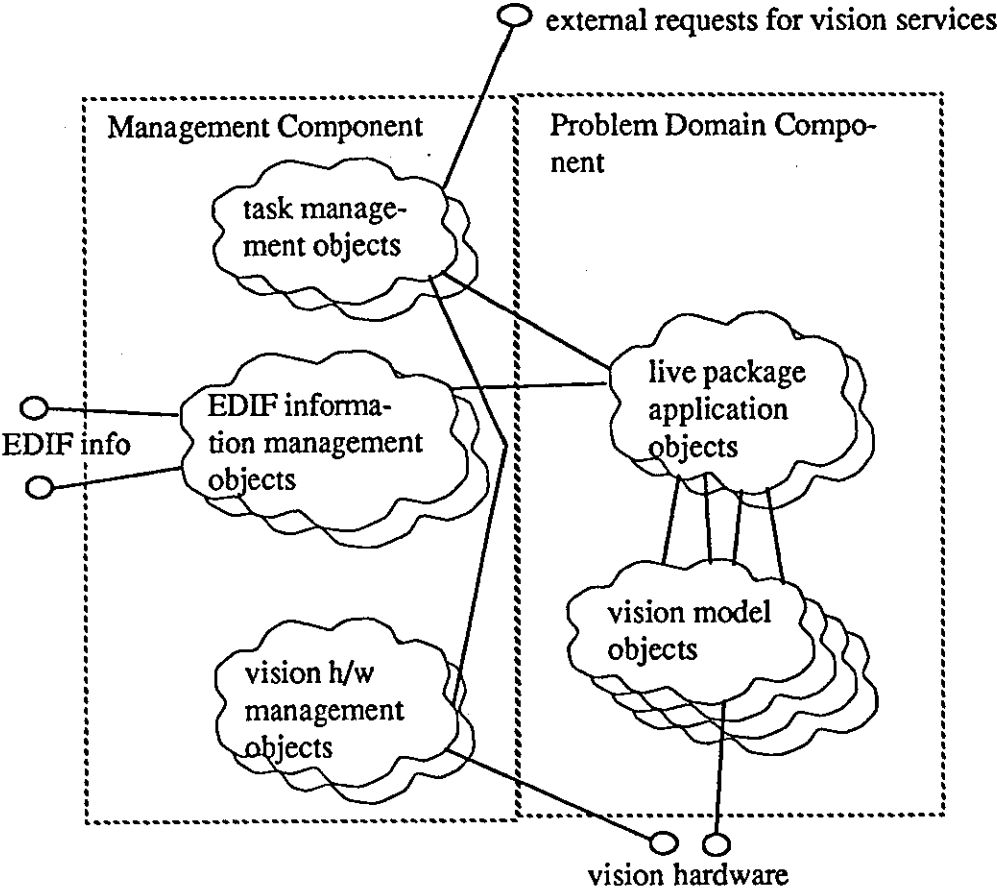 external requests for vision services
Management Component
Problem Domain Compo-
nent
task manage-
ment objects
live package
application
objects
EDIF informa-
tion management
objects
EDIF info
vision model
objects
vision h/w
management
objects
vision hardware